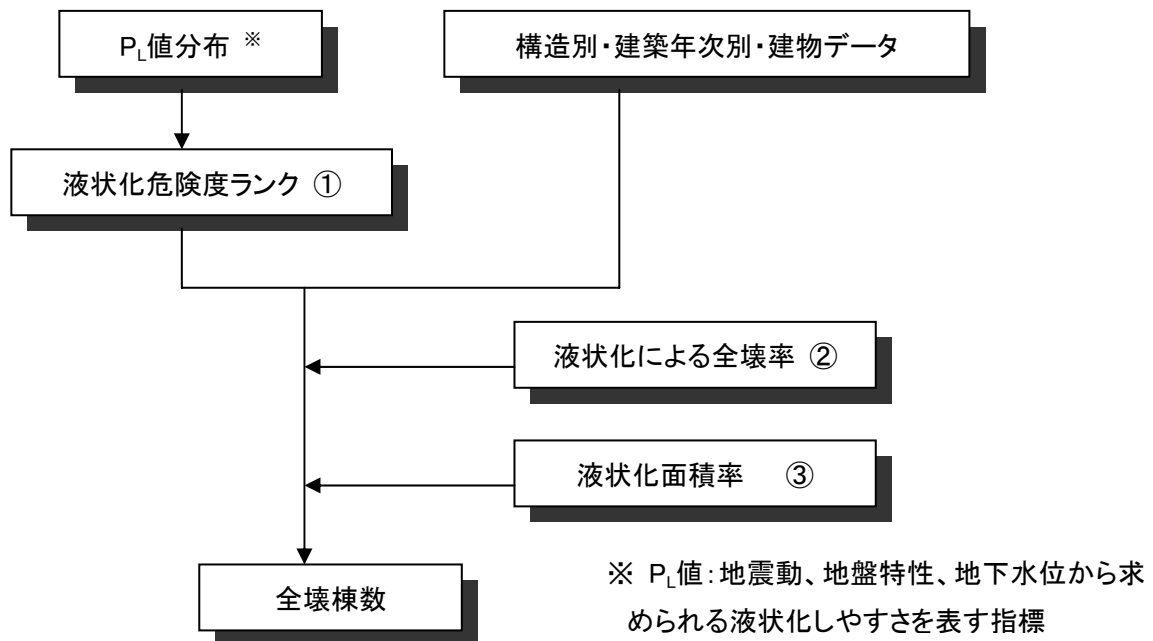 PL値分布 ※
構造別・建築年次別・建物データ
液状化危険度ランク ①
液状化による全壊率 ②
液状化面積率 ③
全壊棟数
※ PL値：地震動、地盤特性、地下水位から求
められる液状化しやすさを表す指標